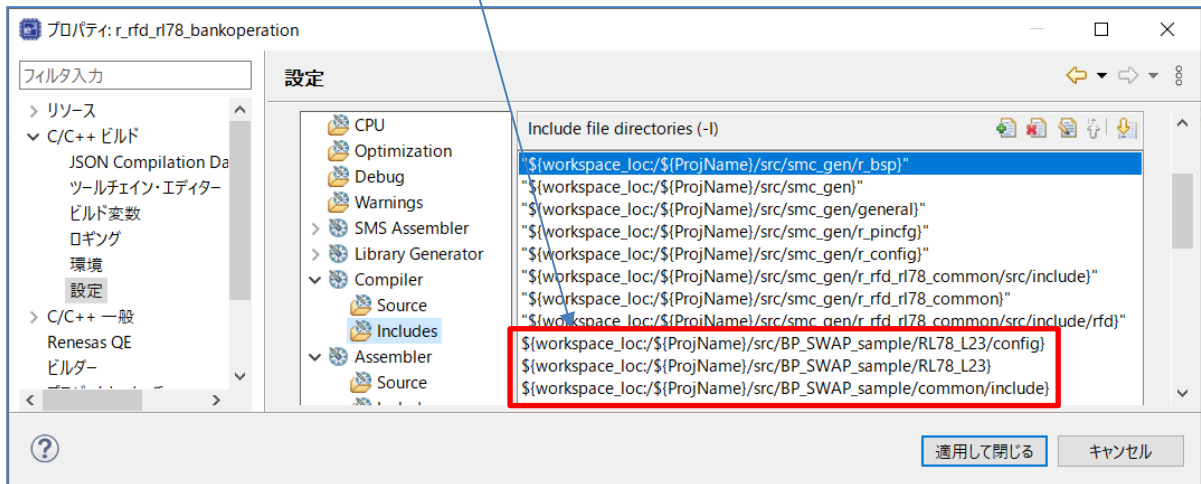 プロパティ: r_rfd_rl78_bankoperation
フィルタ入力
設定
リソース
C/C++ ビルド
JSON Compilation Da
ツールチェイン・エディター
ビルド変数
ロギング
環境
設定
C/C++ 一般
Renesas QE
ビルダー
CPU
Optimization
Debug
Warnings
SMS Assembler
Library Generator
Compiler
Source
Includes
Assembler
Source
Include file directories (-I)
"${workspace_loc:/${ProjName}/src/smc_gen/r_bsp}"
"${workspace_loc:/${ProjName}/src/smc_gen}"
"${workspace_loc:/${ProjName}/src/smc_gen/general}"
"${workspace_loc:/${ProjName}/src/smc_gen/r_pincfg}"
"${workspace_loc:/${ProjName}/src/smc_gen/r_config}"
"${workspace_loc:/${ProjName}/src/smc_gen/r_rfd_rl78_common/src/include}"
"${workspace_loc:/${ProjName}/src/smc_gen/r_rfd_rl78_common}"
"${workspace_loc:/${ProjName}/src/smc_gen/r_rfd_rl78_common/src/include/rfd}"
${workspace_loc:/${ProjName}/src/BP_SWAP_sample/RL78_L23/config}
${workspace_loc:/${ProjName}/src/BP_SWAP_sample/RL78_L23}
${workspace_loc:/${ProjName}/src/BP_SWAP_sample/common/include}
適用して閉じる
キャンセル